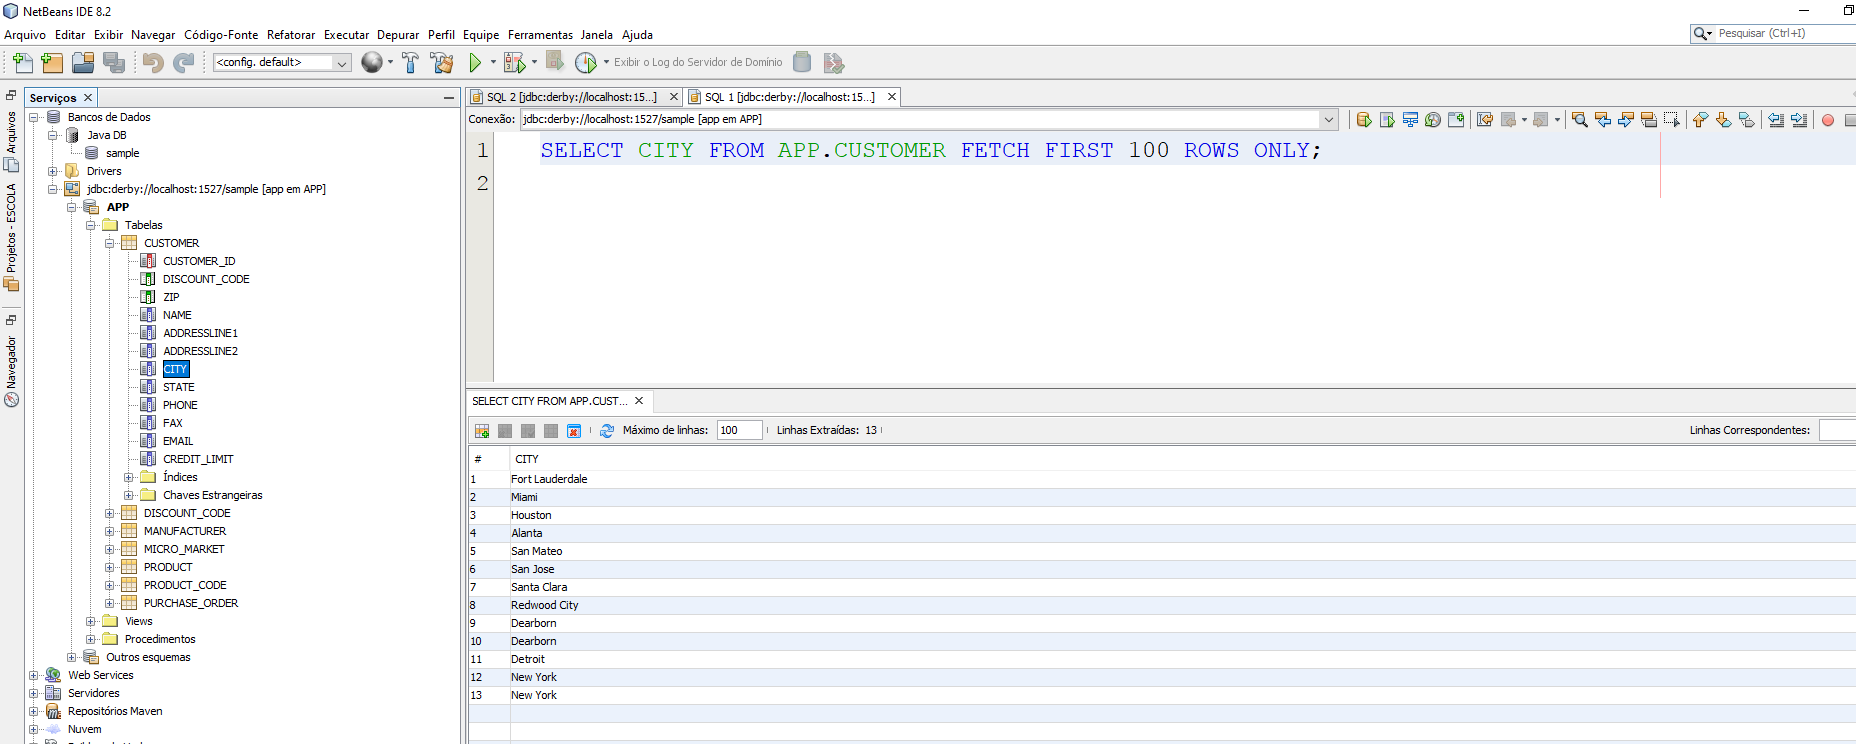 NetBeans IDE 8.2
Arquivo Editar Exibir Navegar Código-Fonte Refatorar Executar Depurar Perfil Equipe Ferramentas Janela Ajuda
Pesquisar (Ctrl+I)
<config. default>
Exibir o Log do Servidor de Domínio
Arquivos
Projetos - ESCOLA
Navegador
Serviços
Bancos de Dados
Java DB
sample
Drivers
jdbc:derby://localhost:1527/sample [app em APP]
APP
Tabelas
CUSTOMER
CUSTOMER_ID
DISCOUNT_CODE
ZIP
NAME
ADDRESSLINE1
ADDRESSLINE2
CITY
STATE
PHONE
FAX
EMAIL
CREDIT_LIMIT
Índices
Chaves Estrangeiras
DISCOUNT_CODE
MANUFACTURER
MICRO_MARKET
PRODUCT
PRODUCT_CODE
PURCHASE_ORDER
Views
Procedimentos
Outros esquemas
Web Services
Servidores
Repositórios Maven
Nuvem
SQL 2 [jdbc:derby://localhost:15...] SQL 1 [jdbc:derby://localhost:15...]
Conexão: jdbc:derby://localhost:1527/sample [app em APP]
1 SELECT CITY FROM APP.CUSTOMER FETCH FIRST 100 ROWS ONLY;
2
SELECT CITY FROM APP.CUST...
Máximo de linhas: 100 Linhas Extraídas: 13 Linhas Correspondentes:
# CITY
1 Fort Lauderdale
2 Miami
3 Houston
4 Alanta
5 San Mateo
6 San Jose
7 Santa Clara
8 Redwood City
9 Dearborn
10 Dearborn
11 Detroit
12 New York
13 New York